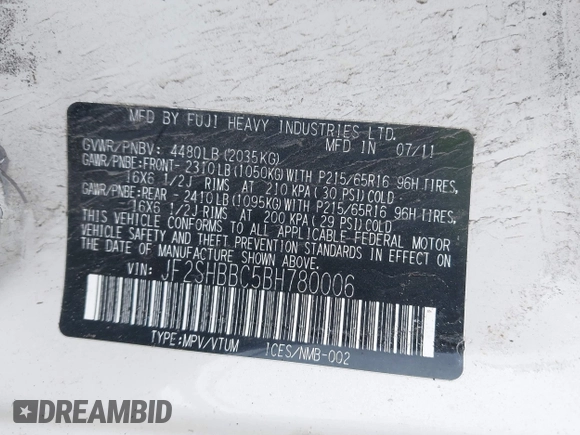 MFD BY FUJI HEAVY INDUSTRIES LTD.
GVWR/PNBV: 4480LB (2035KG) MFD IN 07/11
GAWR/PNBE:FRONT- 2310LB (1050KG) WITH P215/65R16 96H TIRES,
16X6 1/2J RIMS AT 210 KPA ( 30 PSI) COLD
GAWR/PNBE:REAR - 2410LB (1095KG) WITH P215/65R16 96H TIRES,
16X6 1/2J RIMS AT 200 KPA ( 29 PSI) COLD
THIS VEHICLE CONFORMS TO ALL APPLICABLE FEDERAL MOTOR
VEHICLE SAFETY STANDARDS IN EFFECT ON THE DATE OF
MANUFACTURE SHOWN ABOVE.
VIN: JF2SHBBC5BH780006
TYPE:MPV/VTUM 1CES/NMB-002
DREAMBID